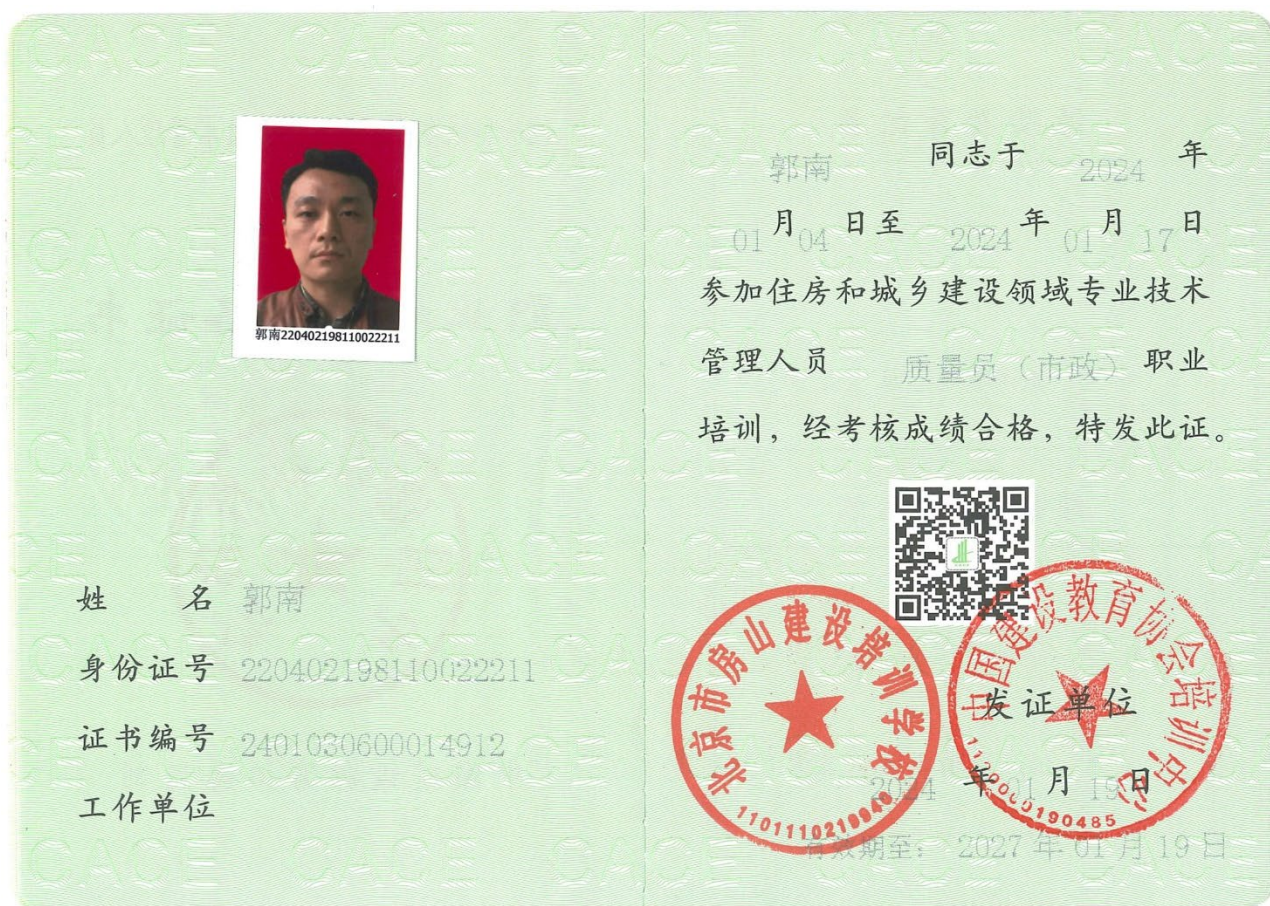 郭南220402198110022211
姓 名 郭南
身份证号 220402198110022211
证书编号 2401030600014912
工作单位
郭南 同志于 2024 年
01 月 04 日至 2024 年 01 月 17 日
参加住房和城乡建设领域专业技术
管理人员 质量员（市政） 职业
培训，经考核成绩合格，特发此证。
北京市房山建设培训学校
中国建设教育协会培训中心
1120000190485
发证单位
2024 年 01 月 19 日
有效期至： 2027 年 01 月 19 日
CACE